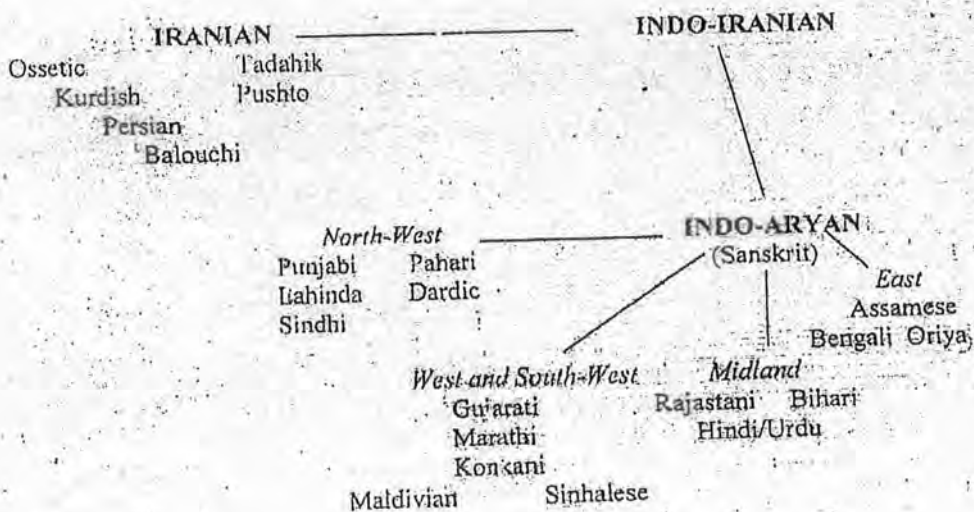 IRANIAN INDO-IRANIAN
Ossetic Tadahik
Kurdish Pushto
Persian
Balouchi
North-West INDO-ARYAN
Punjabi Pahari (Sanskrit)
Lahinda Dardic East
Sindhi Assamese
Bengali Oriya
West and South-West Midland
Gujarati Rajastani Bihari
Marathi Hindi/Urdu
Konkani
Maldivian Sinhalese